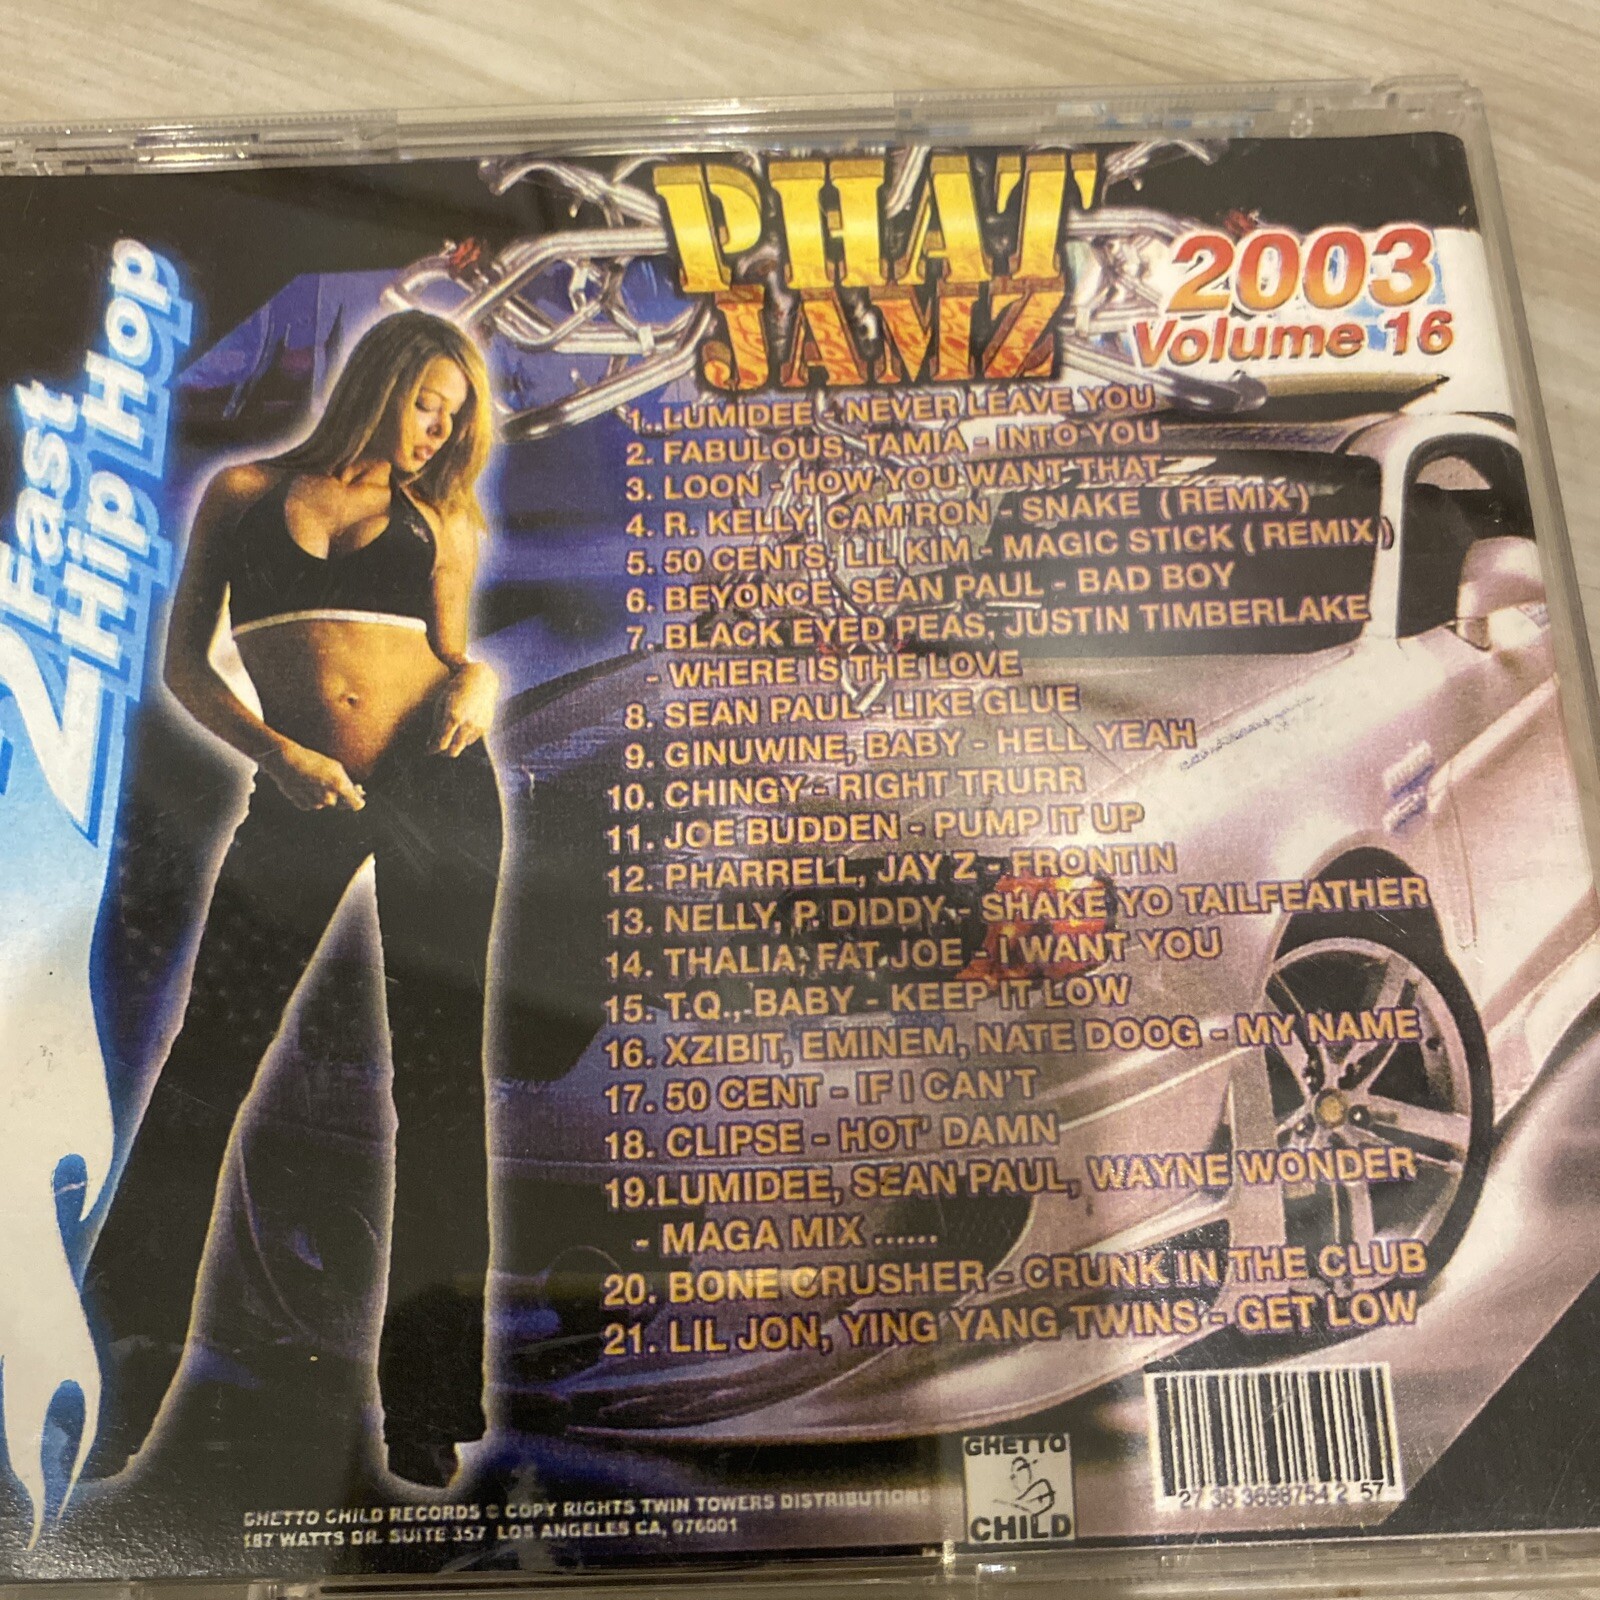 PHAT
JAMZ
2003
Volume 16
2 Fast
2 Hip Hop
1. LUMIDEE - NEVER LEAVE YOU
2. FABULOUS, TAMIA - INTO YOU
3. LOON - HOW YOU WANT THAT
4. R. KELLY, CAM'RON - SNAKE ( REMIX )
5. 50 CENTS, LIL KIM - MAGIC STICK ( REMIX )
6. BEYONCE, SEAN PAUL - BAD BOY
7. BLACK EYED PEAS, JUSTIN TIMBERLAKE
- WHERE IS THE LOVE
8. SEAN PAUL - LIKE GLUE
9. GINUWINE, BABY - HELL YEAH
10. CHINGY - RIGHT TRURR
11. JOE BUDDEN - PUMP IT UP
12. PHARRELL, JAY Z - FRONTIN
13. NELLY, P. DIDDY - SHAKE YO TAILFEATHER
14. THALIA, FAT JOE - I WANT YOU
15. T.Q., BABY - KEEP IT LOW
16. XZIBIT, EMINEM, NATE DOOG - MY NAME
17. 50 CENT - IF I CAN'T
18. CLIPSE - HOT' DAMN
19.LUMIDEE, SEAN PAUL, WAYNE WONDER
- MAGA MIX ......
20. BONE CRUSHER - CRUNK IN THE CLUB
21. LIL JON, YING YANG TWINS - GET LOW
GHETTO
CHILD
27 36 3698754 2 57
GHETTO CHILD RECORDS © COPY RIGHTS TWIN TOWERS DISTRIBUTIONS
187 WATTS DR. SUITE 357 LOS ANGELES CA, 976001